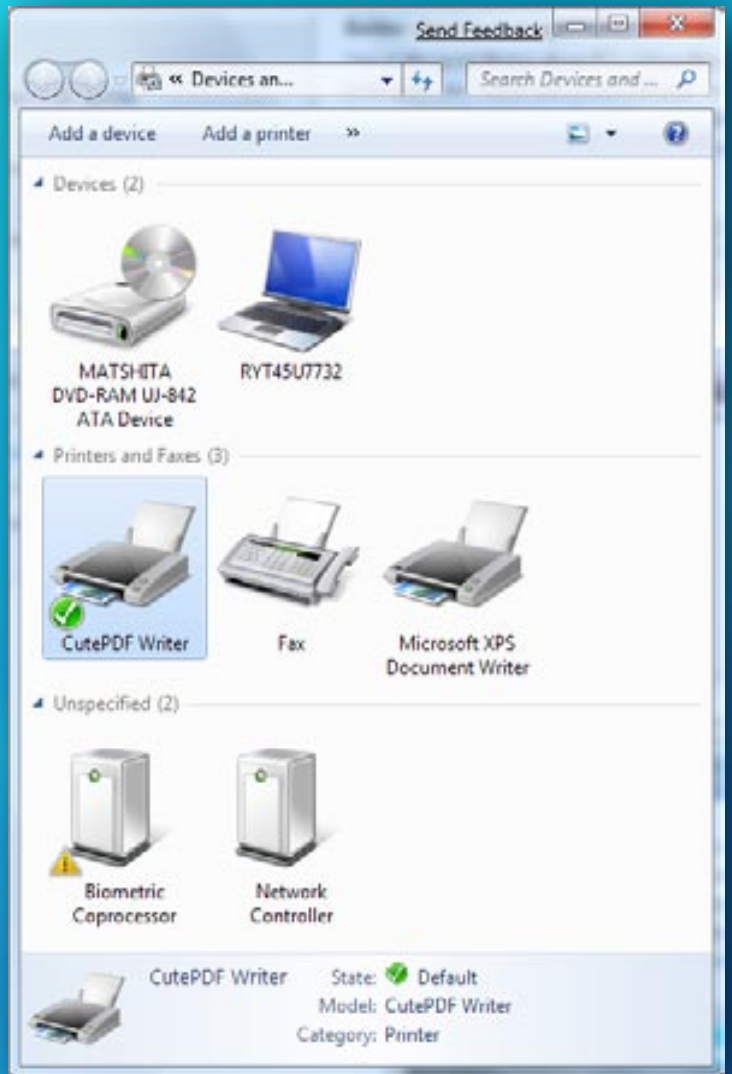 Send Feedback
« Devices an...
Search Devices and ...
Add a device Add a printer »
Devices (2)
MATSHITA
DVD-RAM UJ-842
ATA Device
RYT45U7732
Printers and Faxes (3)
CutePDF Writer
Fax
Microsoft XPS
Document Writer
Unspecified (2)
Biometric
Coprocessor
Network
Controller
CutePDF Writer State: Default
Model: CutePDF Writer
Category: Printer